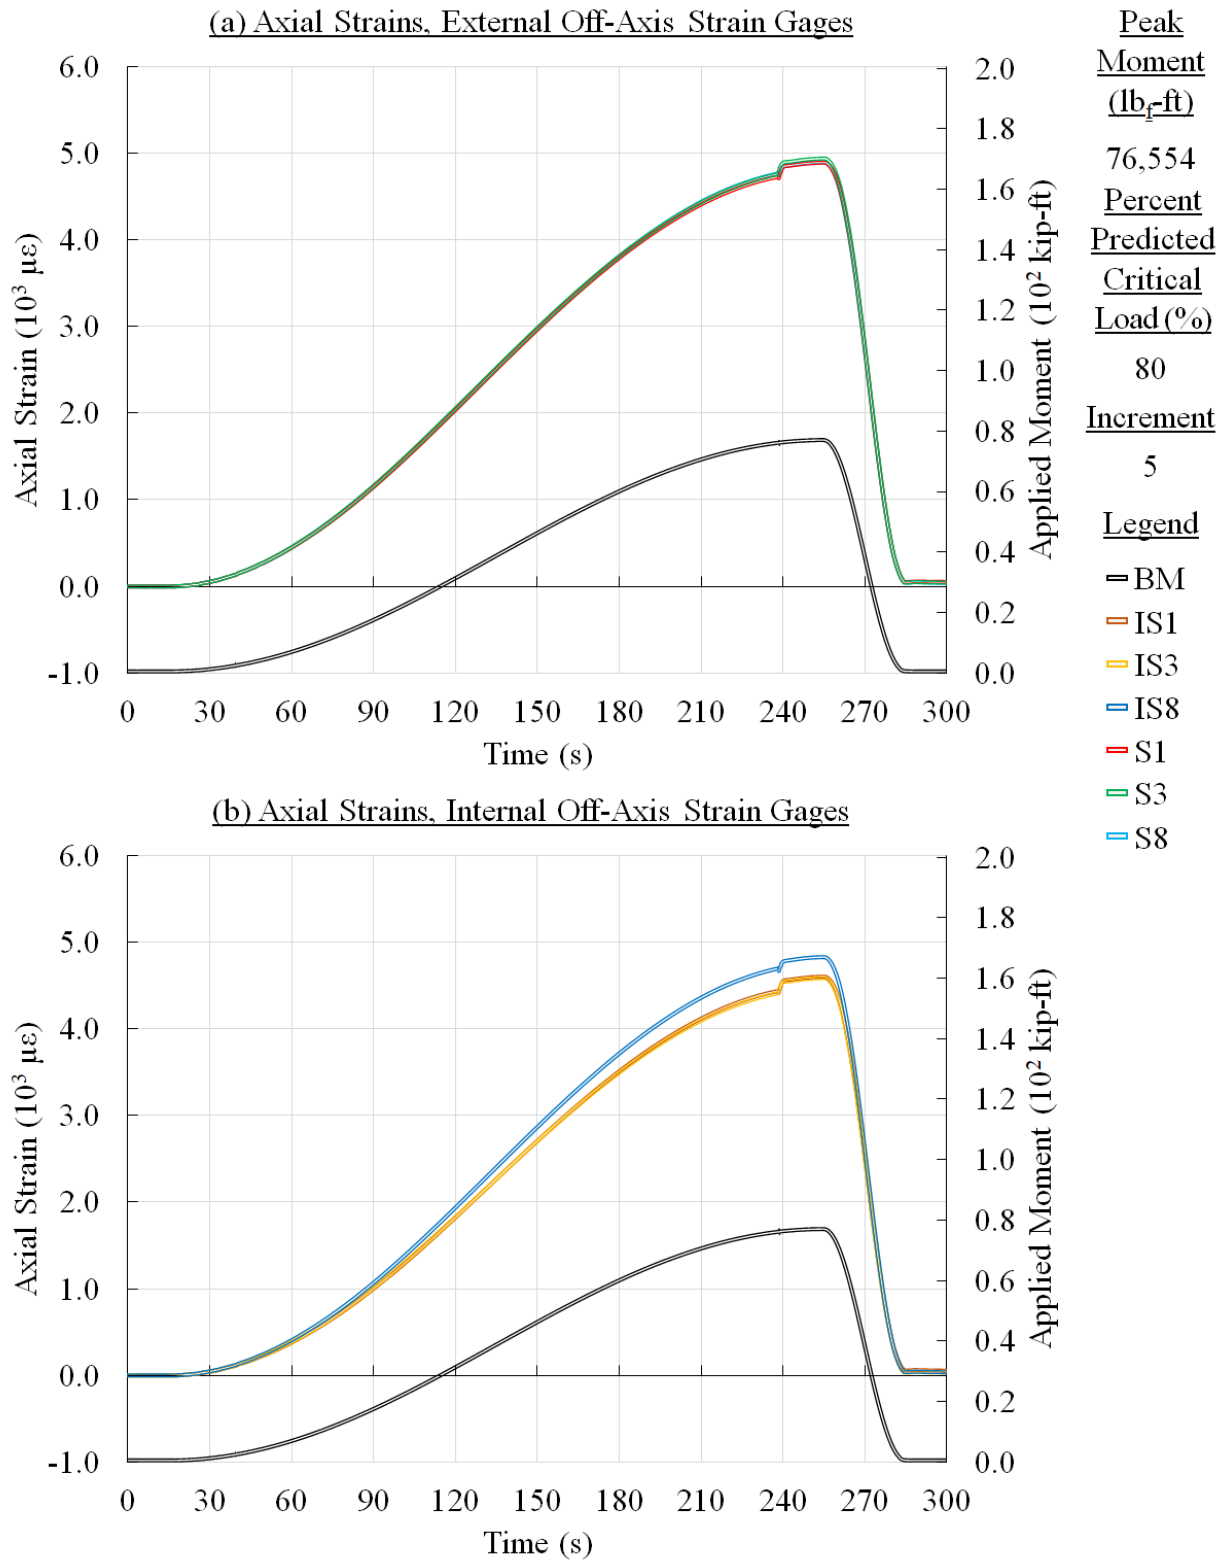 (a) Axial Strains, External Off-Axis Strain Gages
6.0
5.0
4.0
3.0
2.0
1.0
0.0
-1.0
Axial Strain (10³ µε)
2.0
1.8
1.6
1.4
1.2
1.0
0.8
0.6
0.4
0.2
0.0
Applied Moment (10² kip-ft)
0 30 60 90 120 150 180 210 240 270 300
Time (s)
(b) Axial Strains, Internal Off-Axis Strain Gages
6.0
5.0
4.0
3.0
2.0
1.0
0.0
-1.0
Axial Strain (10³ µε)
2.0
1.8
1.6
1.4
1.2
1.0
0.8
0.6
0.4
0.2
0.0
Applied Moment (10² kip-ft)
0 30 60 90 120 150 180 210 240 270 300
Time (s)
Peak
Moment
(lbf-ft)
76,554
Percent
Predicted
Critical
Load (%)
80
Increment
5
Legend
BM
IS1
IS3
IS8
S1
S3
S8